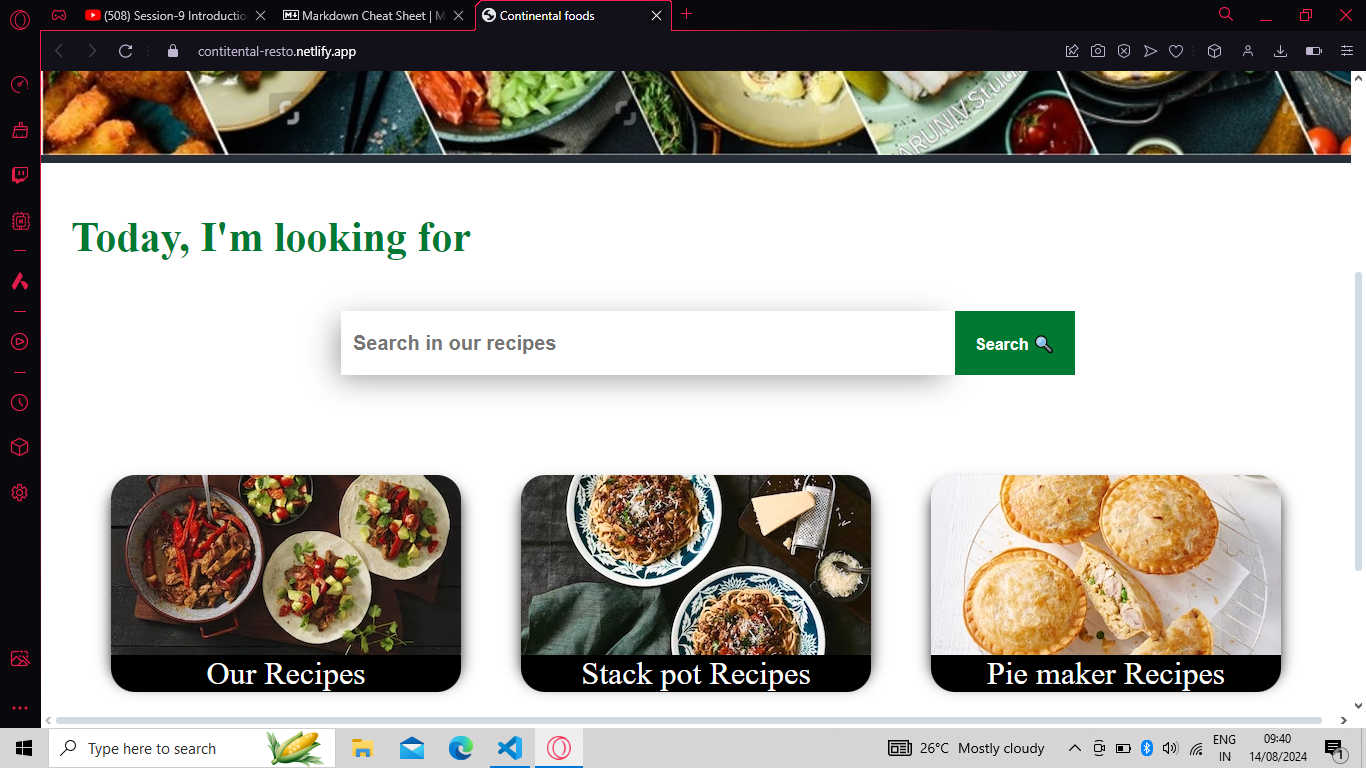 (508) Session-9 Introductio
Markdown Cheat Sheet | M
Continental foods
contitental-resto.netlify.app
Today, I'm looking for
Search in our recipes
Search
Our Recipes
Stack pot Recipes
Pie maker Recipes
Type here to search
26°C Mostly cloudy
ENG
IN
09:40
14/08/2024
1